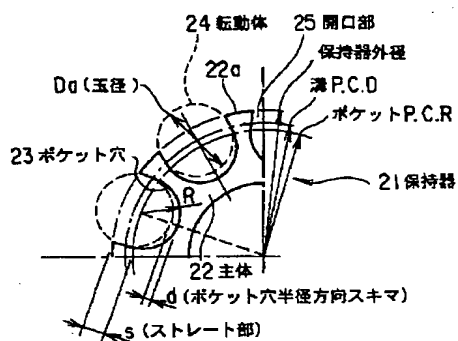 24 転動体
25 開口部
22a
保持器外径
Da (玉径)
溝P.C.D
ポケットP.C.R
23 ポケット穴
R
21 保持器
22 主体
d (ポケット穴半径方向スキマ)
s (ストレート部)